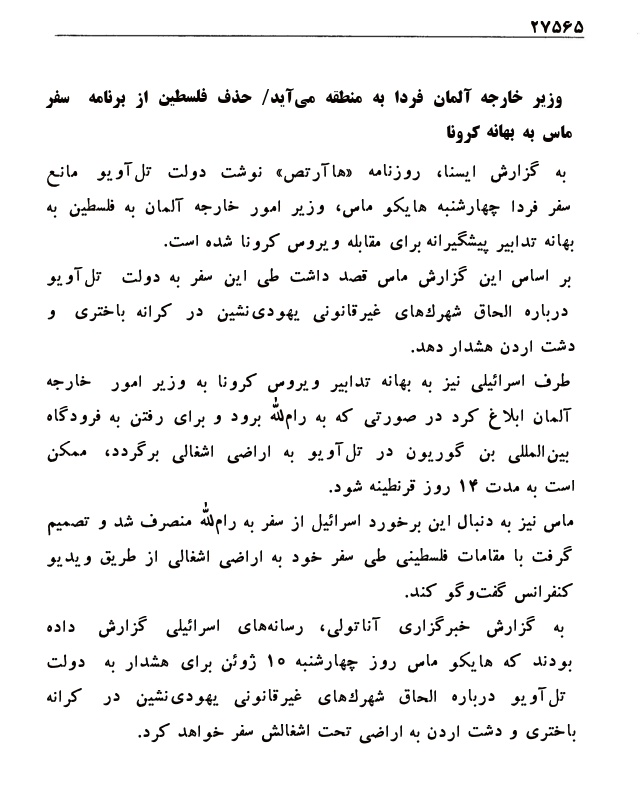 ۲۷۵۶۵
وزیر خارجه آلمان فردا به منطقه می‌آید/ حذف فلسطین از برنامه سفر
ماس به بهانه کرونا
به گزارش ایسنا، روزنامه «هاآرتص» نوشت دولت تل‌آویو مانع
سفر فردا چهارشنبه هایکو ماس، وزیر امور خارجه آلمان به فلسطین به
بهانه تدابیر پیشگیرانه برای مقابله ویروس کرونا شده است.
بر اساس این گزارش ماس قصد داشت طی این سفر به دولت تل‌آویو
درباره الحاق شهرک‌های غیرقانونی یهودی‌نشین در کرانه باختری و
دشت اردن هشدار دهد.
طرف اسرائیلی نیز به بهانه تدابیر ویروس کرونا به وزیر امور خارجه
آلمان ابلاغ کرد در صورتی که به رام‌الله برود و برای رفتن به فرودگاه
بین‌المللی بن گوریون در تل‌آویو به اراضی اشغالی برگردد، ممکن
است به مدت ۱۴ روز قرنطینه شود.
ماس نیز به دنبال این برخورد اسرائیل از سفر به رام‌الله منصرف شد و تصمیم
گرفت با مقامات فلسطینی طی سفر خود به اراضی اشغالی از طریق ویدیو
کنفرانس گفت‌وگو کند.
به گزارش خبرگزاری آناتولی، رسانه‌های اسرائیلی گزارش داده
بودند که هایکو ماس روز چهارشنبه ۱۰ ژوئن برای هشدار به دولت
تل‌آویو درباره الحاق شهرک‌های غیرقانونی یهودی‌نشین در کرانه
باختری و دشت اردن به اراضی تحت اشغالش سفر خواهد کرد.